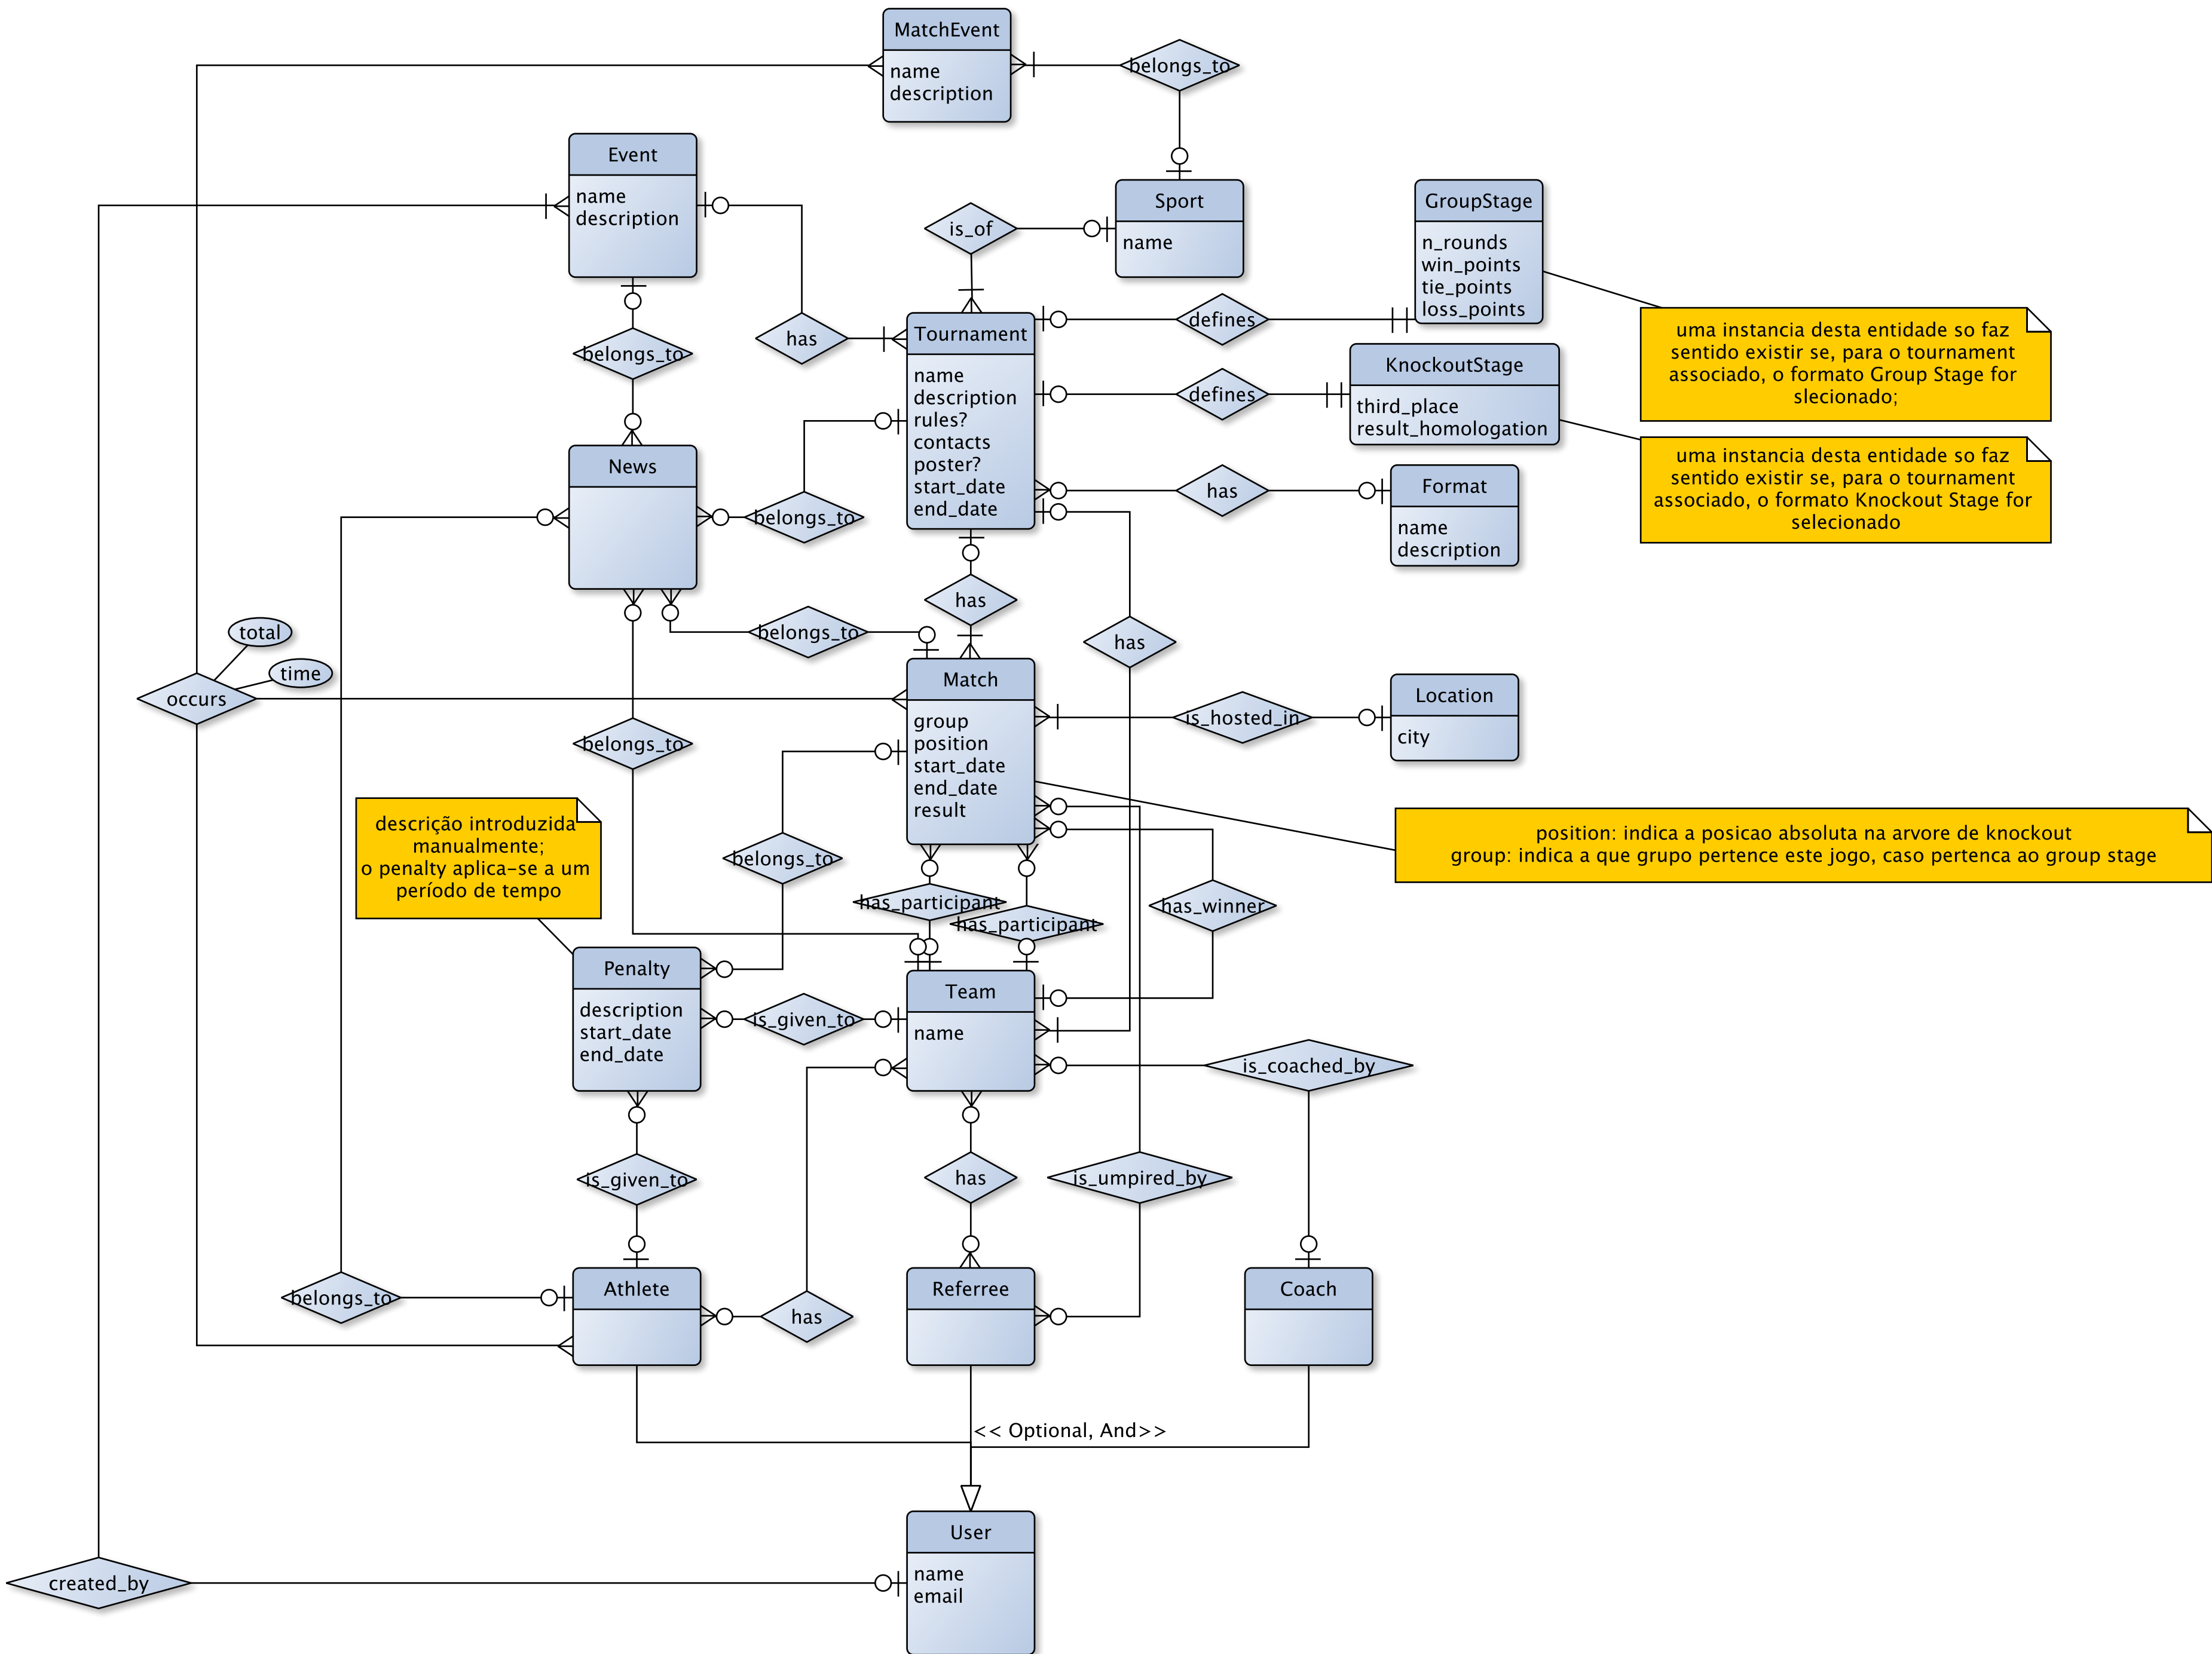 MatchEvent
name
description
belongs_to
Event
name
description
Sport
name
GroupStage
n_rounds
win_points
tie_points
loss_points
is_of
uma instancia desta entidade so faz
sentido existir se, para o tournament
associado, o formato Group Stage for
slecionado;
belongs_to
has
Tournament
name
description
rules?
contacts
poster?
start_date
end_date
defines
defines
KnockoutStage
third_place
result_homologation
uma instancia desta entidade so faz
sentido existir se, para o tournament
associado, o formato Knockout Stage for
selecionado
News
belongs_to
has
Format
name
description
has
total
time
occurs
belongs_to
has
belongs_to
Match
group
position
start_date
end_date
result
is_hosted_in
Location
city
descrição introduzida
manualmente;
o penalty aplica-se a um
período de tempo
belongs_to
position: indica a posicao absoluta na arvore de knockout
group: indica a que grupo pertence este jogo, caso pertenca ao group stage
has_participant
has_participant
has_winner
Penalty
description
start_date
end_date
is_given_to
Team
name
is_coached_by
is_given_to
has
is_umpired_by
belongs_to
Athlete
has
Referree
Coach
<< Optional, And>>
User
name
email
created_by